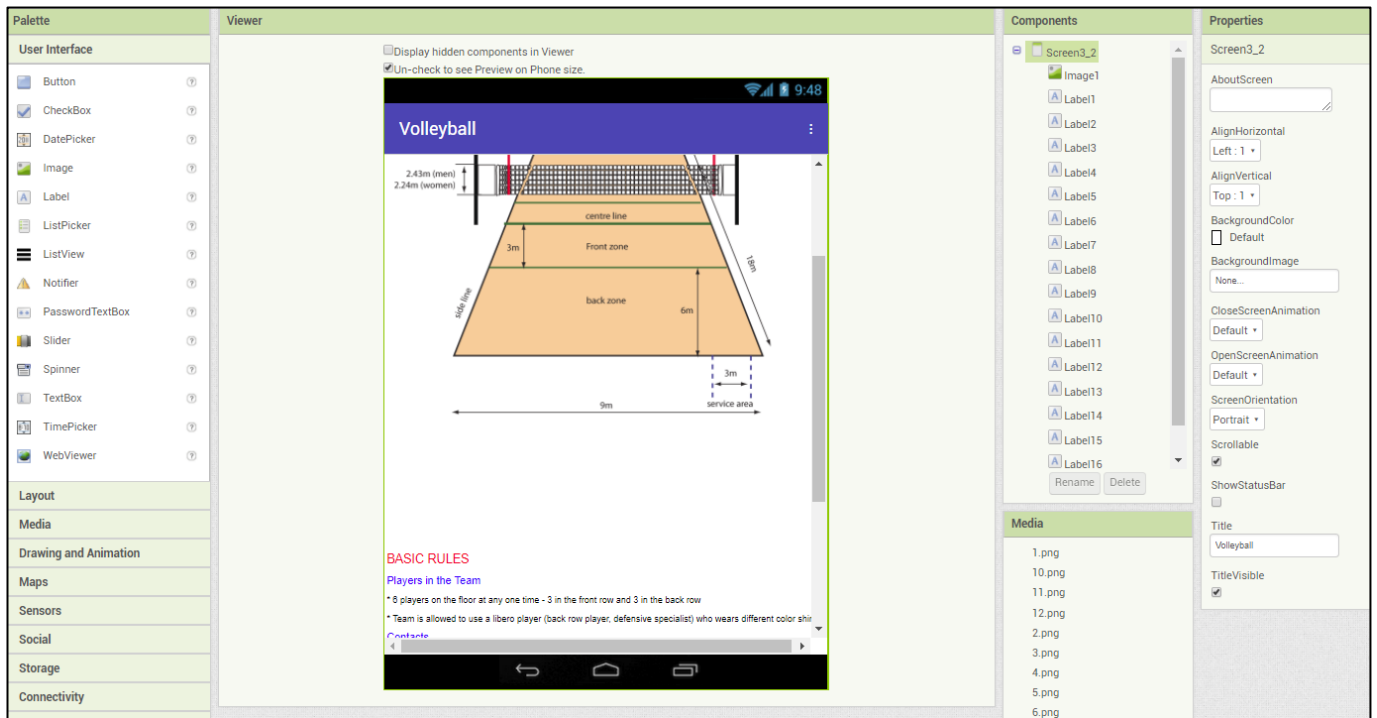 Palette
User Interface
Button
CheckBox
DatePicker
Image
Label
ListPicker
ListView
Notifier
PasswordTextBox
Slider
Spinner
TextBox
TimePicker
WebViewer
Layout
Media
Drawing and Animation
Maps
Sensors
Social
Storage
Connectivity
Viewer
Display hidden components in Viewer
Un-check to see Preview on Phone size.
9:48
Volleyball
2.43m (men)
2.24m (women)
centre line
3m
Front zone
18m
side line
back zone
6m
3m
service area
9m
BASIC RULES
Players in the Team
* 6 players on the floor at any one time - 3 in the front row and 3 in the back row
* Team is allowed to use a libero player (back row player, defensive specialist) who wears different color shir
Contacts
Components
Screen3_2
Image1
Label1
Label2
Label3
Label4
Label5
Label6
Label7
Label8
Label9
Label10
Label11
Label12
Label13
Label14
Label15
Label16
Rename Delete
Media
1.png
10.png
11.png
12.png
2.png
3.png
4.png
5.png
6.png
Properties
Screen3_2
AboutScreen
AlignHorizontal
Left : 1
AlignVertical
Top : 1
BackgroundColor
Default
BackgroundImage
None...
CloseScreenAnimation
Default
OpenScreenAnimation
Default
ScreenOrientation
Portrait
Scrollable
ShowStatusBar
Title
Volleyball
TitleVisible